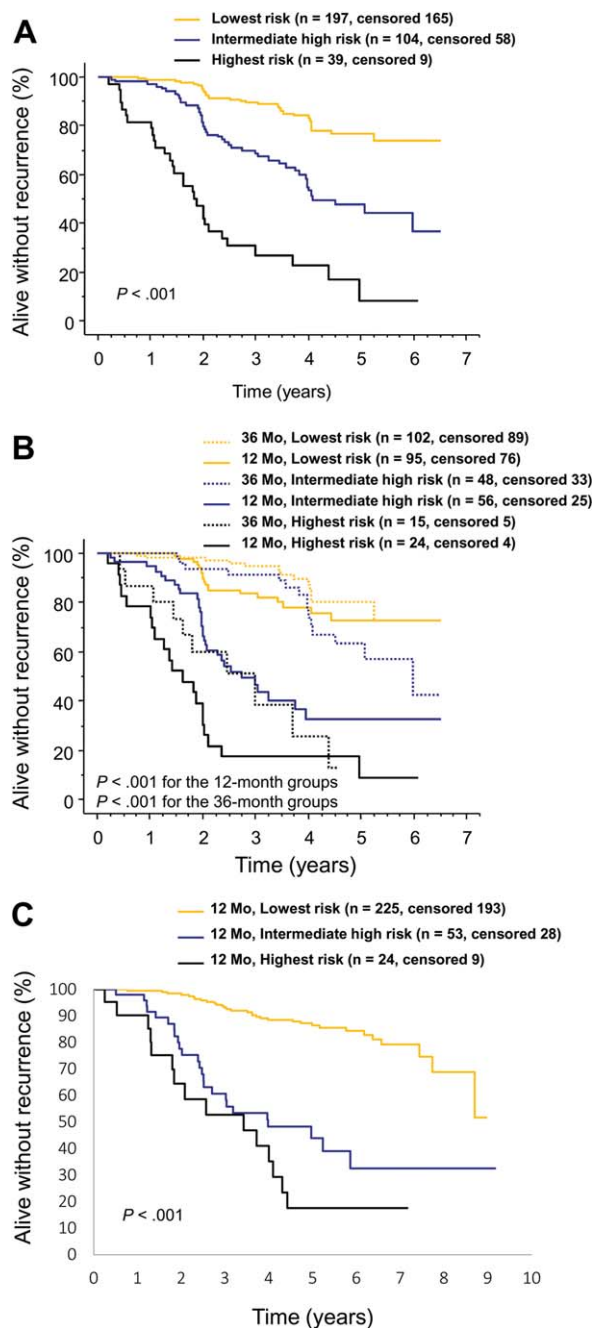 A
Lowest risk (n = 197, censored 165)
Intermediate high risk (n = 104, censored 58)
Highest risk (n = 39, censored 9)
Alive without recurrence (%)
100
80
60
40
20
0
P < .001
0 1 2 3 4 5 6 7
Time (years)
B
36 Mo, Lowest risk (n = 102, censored 89)
12 Mo, Lowest risk (n = 95, censored 76)
36 Mo, Intermediate high risk (n = 48, censored 33)
12 Mo, Intermediate high risk (n = 56, censored 25)
36 Mo, Highest risk (n = 15, censored 5)
12 Mo, Highest risk (n = 24, censored 4)
Alive without recurrence (%)
100
80
60
40
20
0
P < .001 for the 12-month groups
P < .001 for the 36-month groups
0 1 2 3 4 5 6 7
Time (years)
C
12 Mo, Lowest risk (n = 225, censored 193)
12 Mo, Intermediate high risk (n = 53, censored 28)
12 Mo, Highest risk (n = 24, censored 9)
Alive without recurrence (%)
100
90
80
70
60
50
40
30
20
10
0
P < .001
0 1 2 3 4 5 6 7 8 9 10
Time (years)